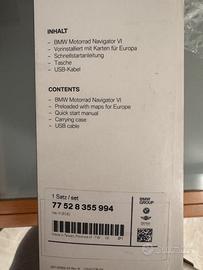 INHALT
– BMW Motorrad Navigator VI
– Vorinstalliert mit Karten für Europa
– Schnellstartanleitung
– Tasche
– USB-Kabel
CONTENTS
– BMW Motorrad Navigator VI
– Preloaded with maps for Europe
– Quick start manual
– Carrying case
– USB cable
1 Satz / set
77 52 8 355 994
BMW
GROUP